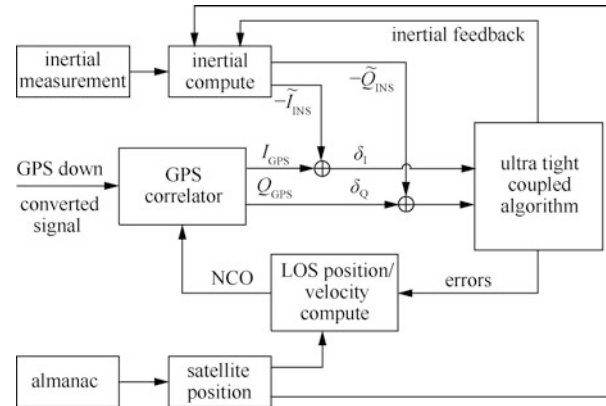 inertial feedback
inertial
measurement
inertial
compute
−Q̃INS
−ĨINS
GPS down
converted
signal
GPS
correlator
IGPS
QGPS
δI
δQ
ultra tight
coupled
algorithm
NCO
LOS position/
velocity
compute
errors
almanac
satellite
position